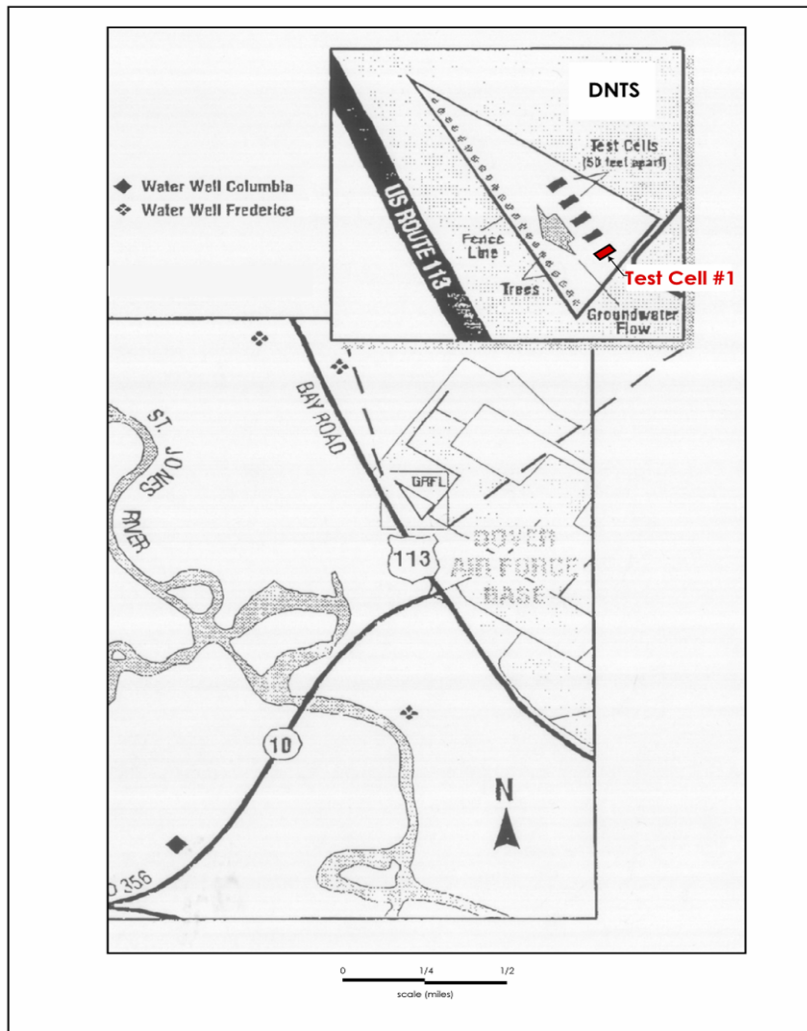 DNTS
Test Cells
(50 feet apart)
Water Well Columbia
Water Well Frederica
US ROUTE 113
Fence
Line
Trees
Test Cell #1
Groundwater
Flow
BAY ROAD
ST. JONES
RIVER
GRFL
DOVER
AIR FORCE
BASE
113
10
N
356
0 1/4 1/2
scale (miles)